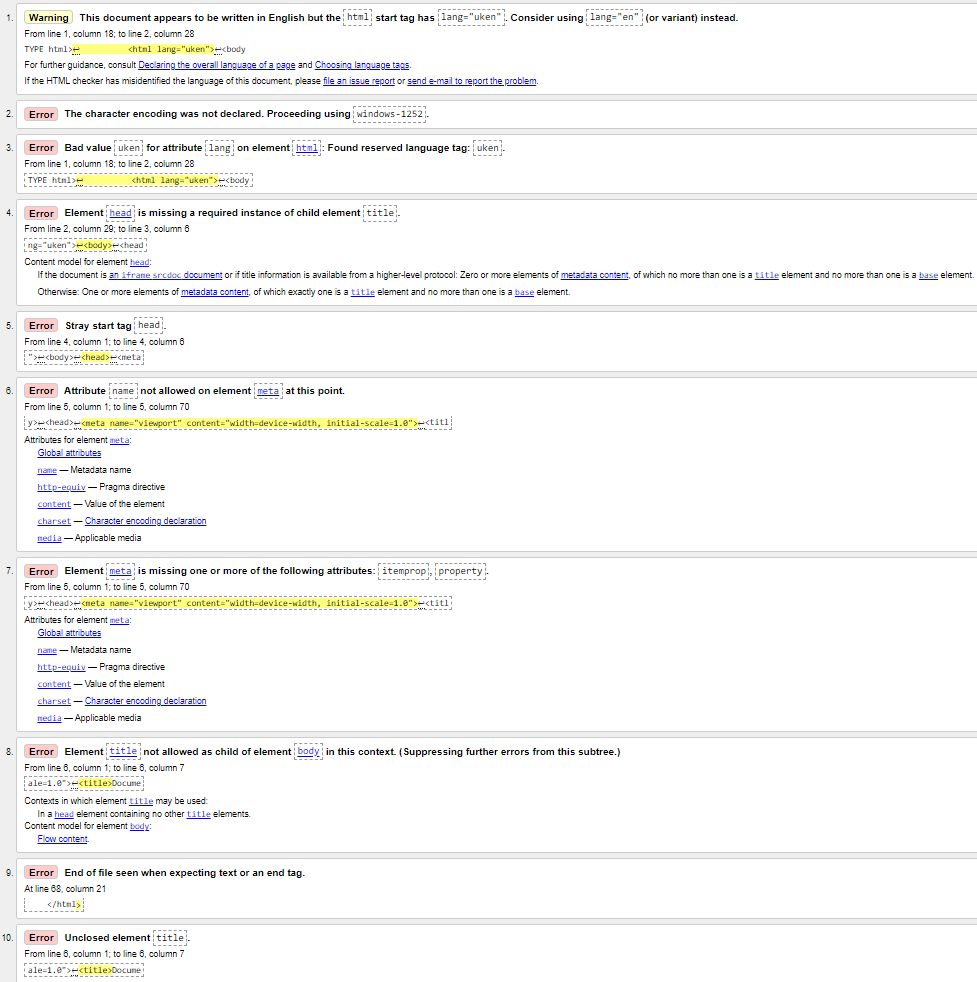 1. Warning This document appears to be written in English but the html start tag has lang="uken". Consider using lang="en" (or variant) instead.
From line 1, column 18; to line 2, column 28
TYPE html>↩ <html lang="uken">↩<body
For further guidance, consult Declaring the overall language of a page and Choosing language tags.
If the HTML checker has misidentified the language of this document, please file an issue report or send e-mail to report the problem.
2. Error The character encoding was not declared. Proceeding using windows-1252.
3. Error Bad value uken for attribute lang on element html: Found reserved language tag: uken.
From line 1, column 18; to line 2, column 28
TYPE html>↩ <html lang="uken">↩<body
4. Error Element head is missing a required instance of child element title.
From line 2, column 29; to line 3, column 6
ng="uken">↩<body>↩<head
Content model for element head:
If the document is an iframe srcdoc document or if title information is available from a higher-level protocol: Zero or more elements of metadata content, of which no more than one is a title element and no more than one is a base element.
Otherwise: One or more elements of metadata content, of which exactly one is a title element and no more than one is a base element.
5. Error Stray start tag head.
From line 4, column 1; to line 4, column 6
">↩<body>↩<head>↩<meta
6. Error Attribute name not allowed on element meta at this point.
From line 5, column 1; to line 5, column 70
y>↩<head>↩<meta name="viewport" content="width=device-width, initial-scale=1.0">↩<titl
Attributes for element meta:
Global attributes
name — Metadata name
http-equiv — Pragma directive
content — Value of the element
charset — Character encoding declaration
media — Applicable media
7. Error Element meta is missing one or more of the following attributes: itemprop, property.
From line 5, column 1; to line 5, column 70
y>↩<head>↩<meta name="viewport" content="width=device-width, initial-scale=1.0">↩<titl
Attributes for element meta:
Global attributes
name — Metadata name
http-equiv — Pragma directive
content — Value of the element
charset — Character encoding declaration
media — Applicable media
8. Error Element title not allowed as child of element body in this context. (Suppressing further errors from this subtree.)
From line 6, column 1; to line 6, column 7
ale=1.0">↩<title>Docume
Contexts in which element title may be used:
In a head element containing no other title elements.
Content model for element body:
Flow content.
9. Error End of file seen when expecting text or an end tag.
At line 68, column 21
</html>
10. Error Unclosed element title.
From line 6, column 1; to line 6, column 7
ale=1.0">↩<title>Docume